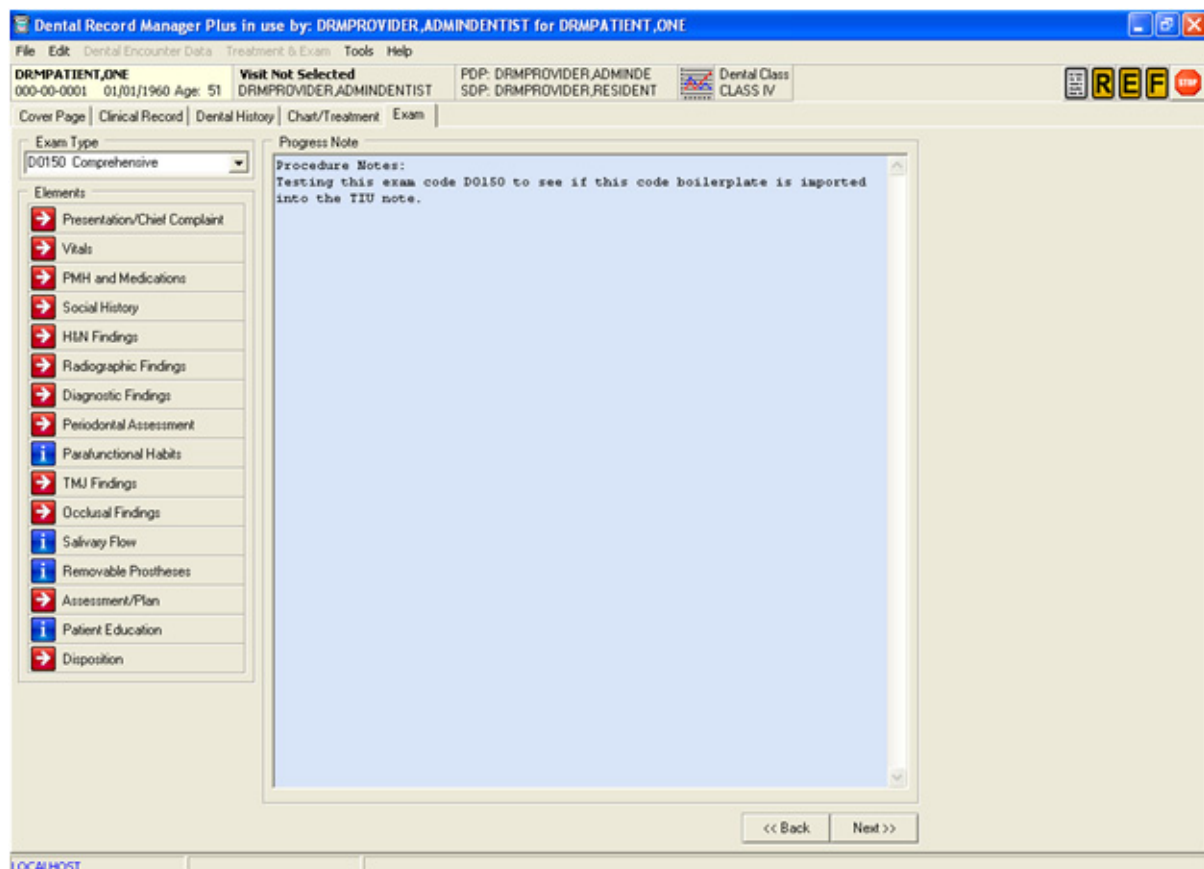 Dental Record Manager Plus in use by: DRMPROVIDER,ADMINDENTIST for DRMPATIENT,ONE
File Edit Dental Encounter Data Treatment & Exam Tools Help
DRMPATIENT,ONE
000-00-0001 01/01/1960 Age: 51
Visit Not Selected
DRMPROVIDER,ADMINDENTIST
PDP: DRMPROVIDER,ADMINDE
SDP: DRMPROVIDER,RESIDENT
Dental Class
CLASS IV
R E F STOP
Cover Page Clinical Record Dental History Chart/Treatment Exam
Exam Type
D0150 Comprehensive
Elements
Presentation/Chief Complaint
Vitals
PMH and Medications
Social History
H&N Findings
Radiographic Findings
Diagnostic Findings
Periodontal Assessment
i Parafunctional Habits
TMJ Findings
Occlusal Findings
i Salivary Flow
i Removable Prostheses
Assessment/Plan
i Patient Education
Disposition
Progress Note
Procedure Notes:
Testing this exam code D0150 to see if this code boilerplate is imported
into the TIU note.
<< Back Next >>
LOCALHOST